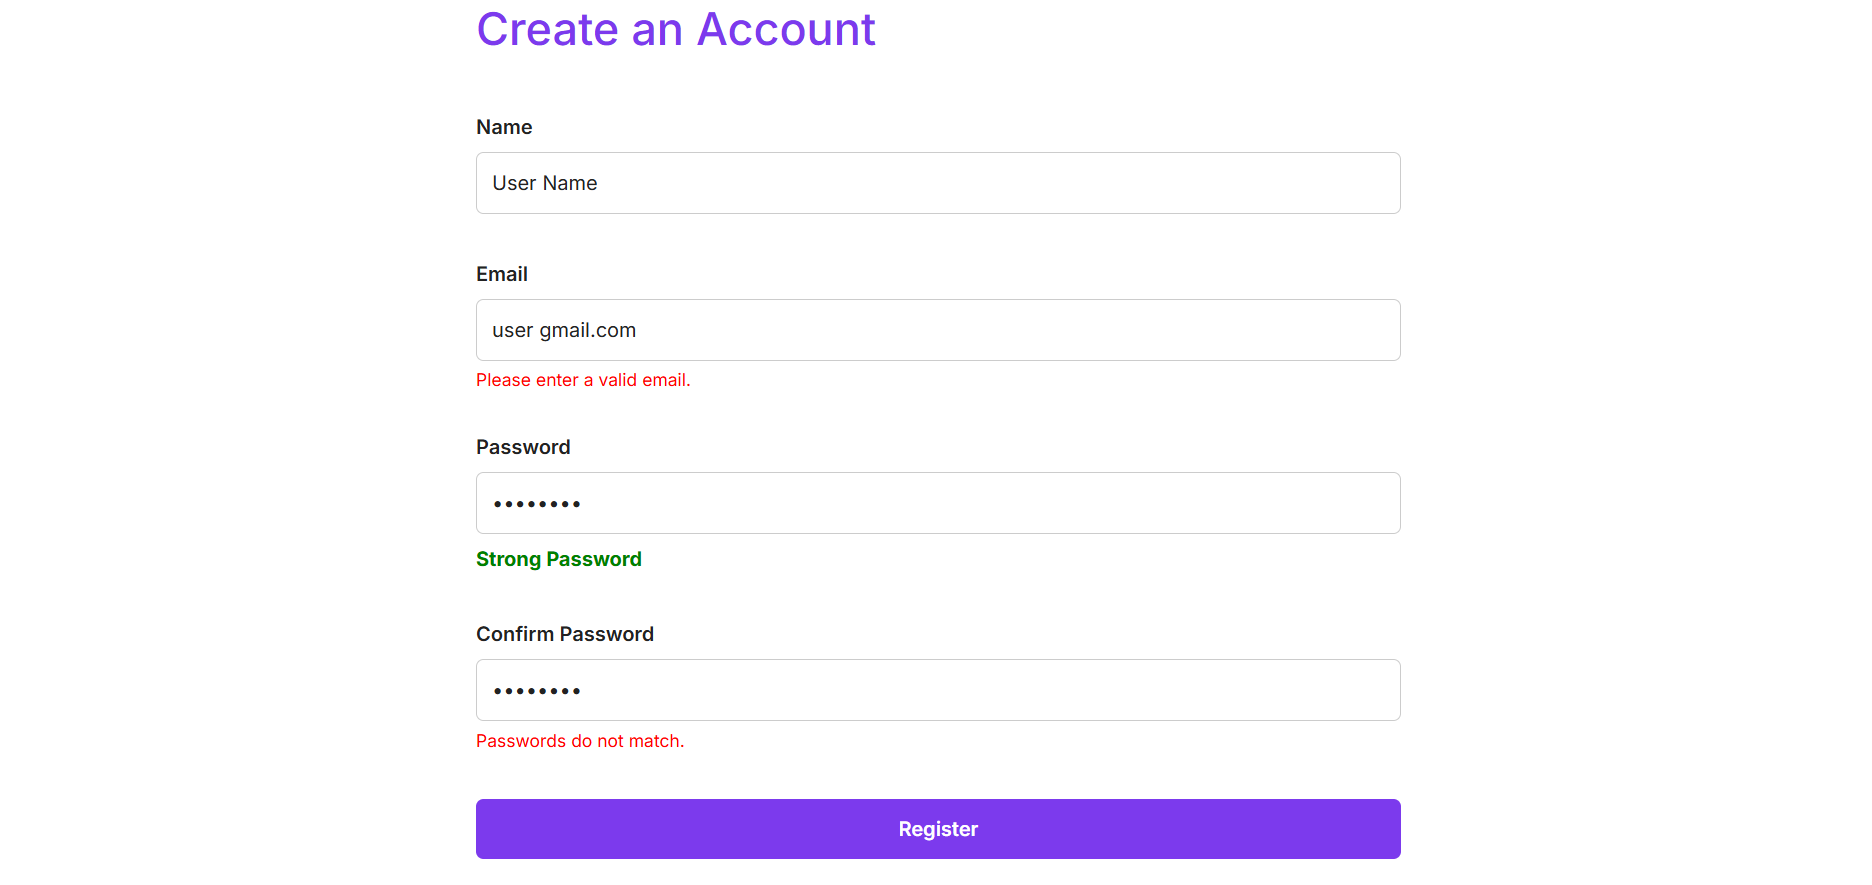 Create an Account
Name
User Name
Email
user gmail.com
Please enter a valid email.
Password
••••••••
Strong Password
Confirm Password
••••••••
Passwords do not match.
Register